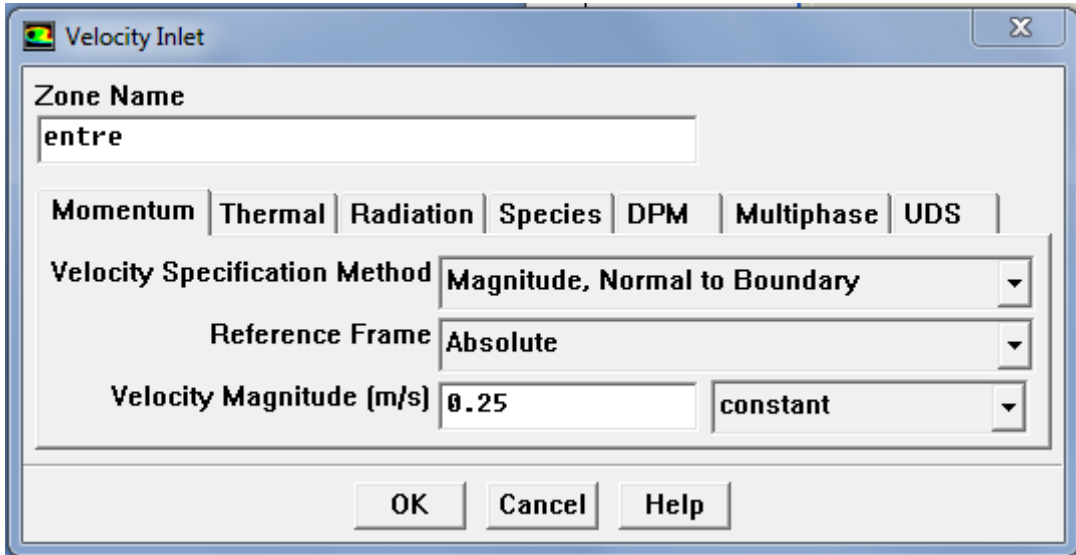 Velocity Inlet
Zone Name
entre
Momentum Thermal Radiation Species DPM Multiphase UDS
Velocity Specification Method Magnitude, Normal to Boundary
Reference Frame Absolute
Velocity Magnitude (m/s) 0.25 constant
OK Cancel Help